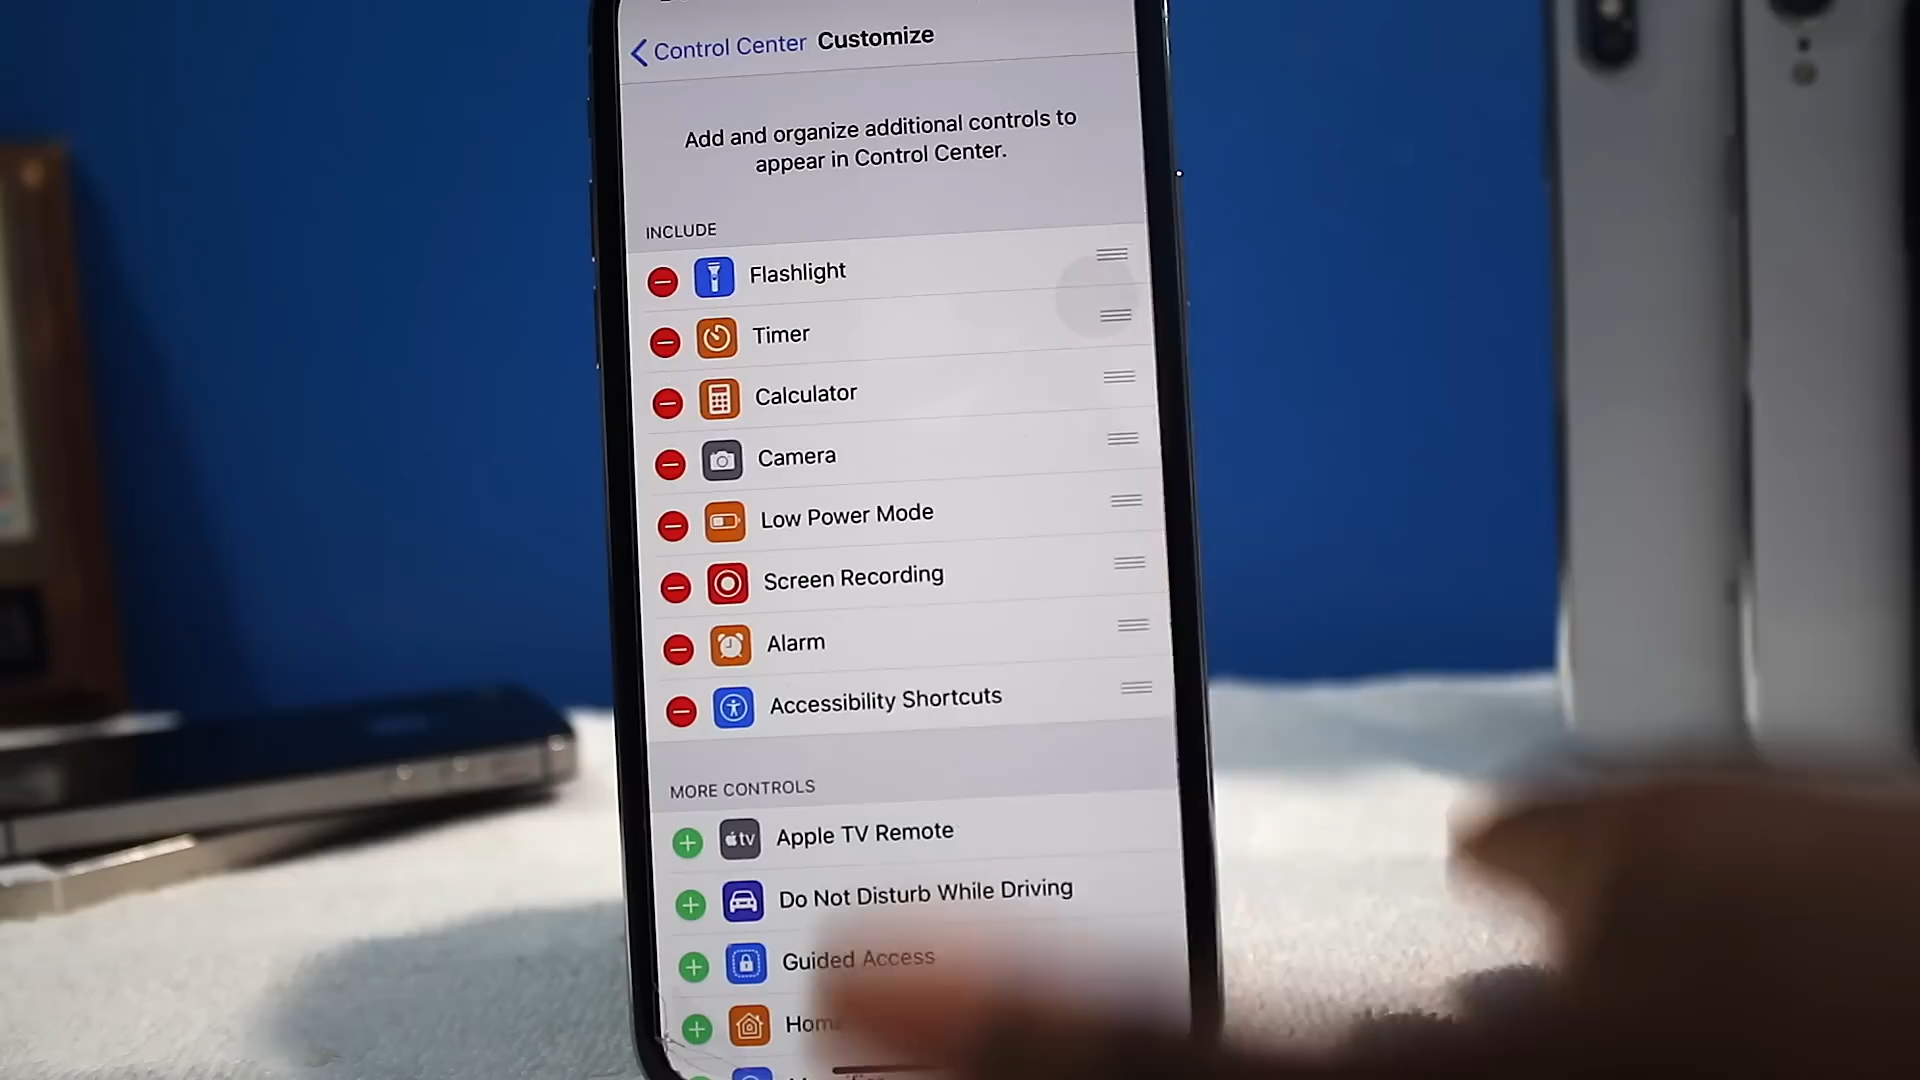 Control Center Customize
Add and organize additional controls to
appear in Control Center.
INCLUDE
Flashlight
Timer
Calculator
Camera
Low Power Mode
Screen Recording
Alarm
Accessibility Shortcuts
MORE CONTROLS
tv Apple TV Remote
Do Not Disturb While Driving
Guided Access